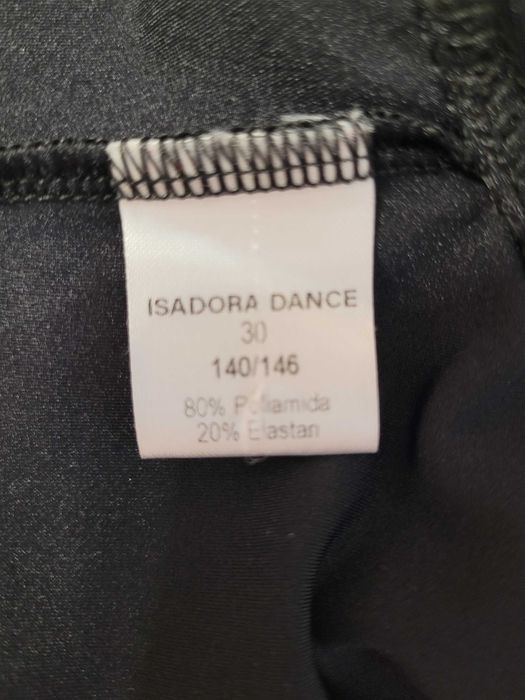 ISADORA DANCE
30
140/146
80% Poliamida
20% Elastan